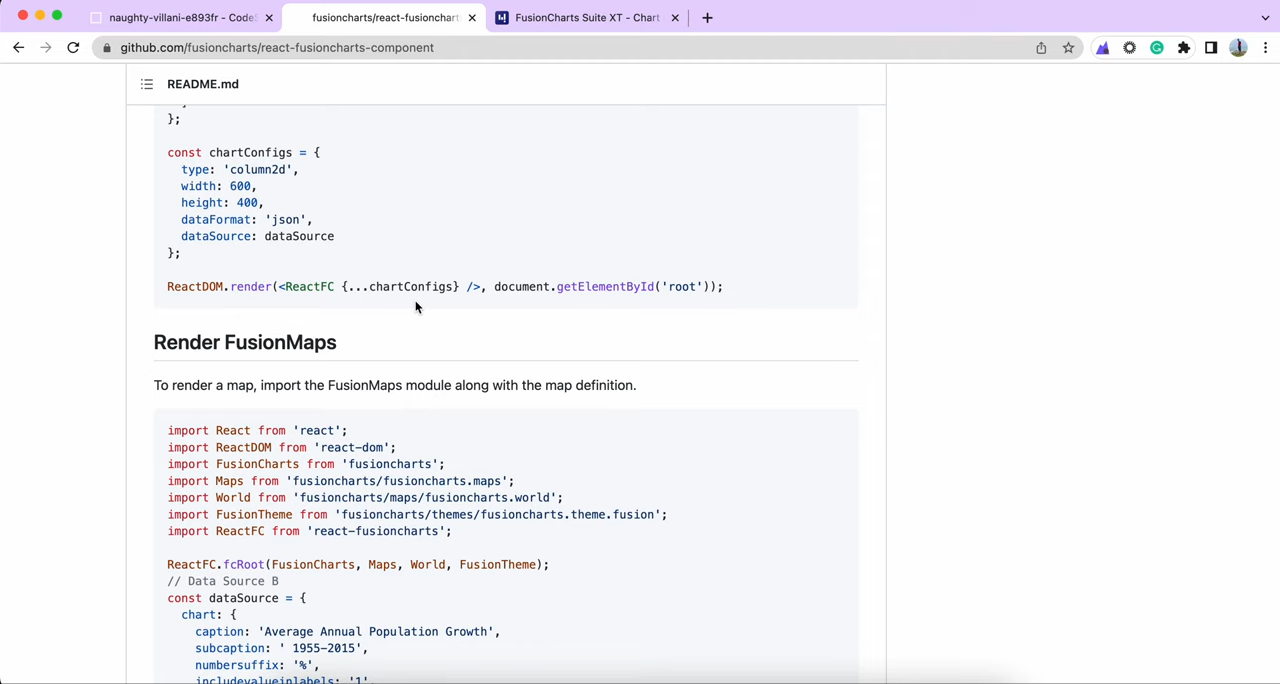 naughty-villani-e893fr - CodeS
fusioncharts/react-fusionchart
FusionCharts Suite XT - Chart
github.com/fusioncharts/react-fusioncharts-component
README.md
};
const chartConfigs = {
type: 'column2d',
width: 600,
height: 400,
dataFormat: 'json',
dataSource: dataSource
};
ReactDOM.render(<ReactFC {...chartConfigs} />, document.getElementById('root'));
Render FusionMaps
To render a map, import the FusionMaps module along with the map definition.
import React from 'react';
import ReactDOM from 'react-dom';
import FusionCharts from 'fusioncharts';
import Maps from 'fusioncharts/fusioncharts.maps';
import World from 'fusioncharts/maps/fusioncharts.world';
import FusionTheme from 'fusioncharts/themes/fusioncharts.theme.fusion';
import ReactFC from 'react-fusioncharts';
ReactFC.fcRoot(FusionCharts, Maps, World, FusionTheme);
// Data Source B
const dataSource = {
chart: {
caption: 'Average Annual Population Growth',
subcaption: ' 1955-2015',
numbersuffix: '%',
includevalueinlabels: '1',